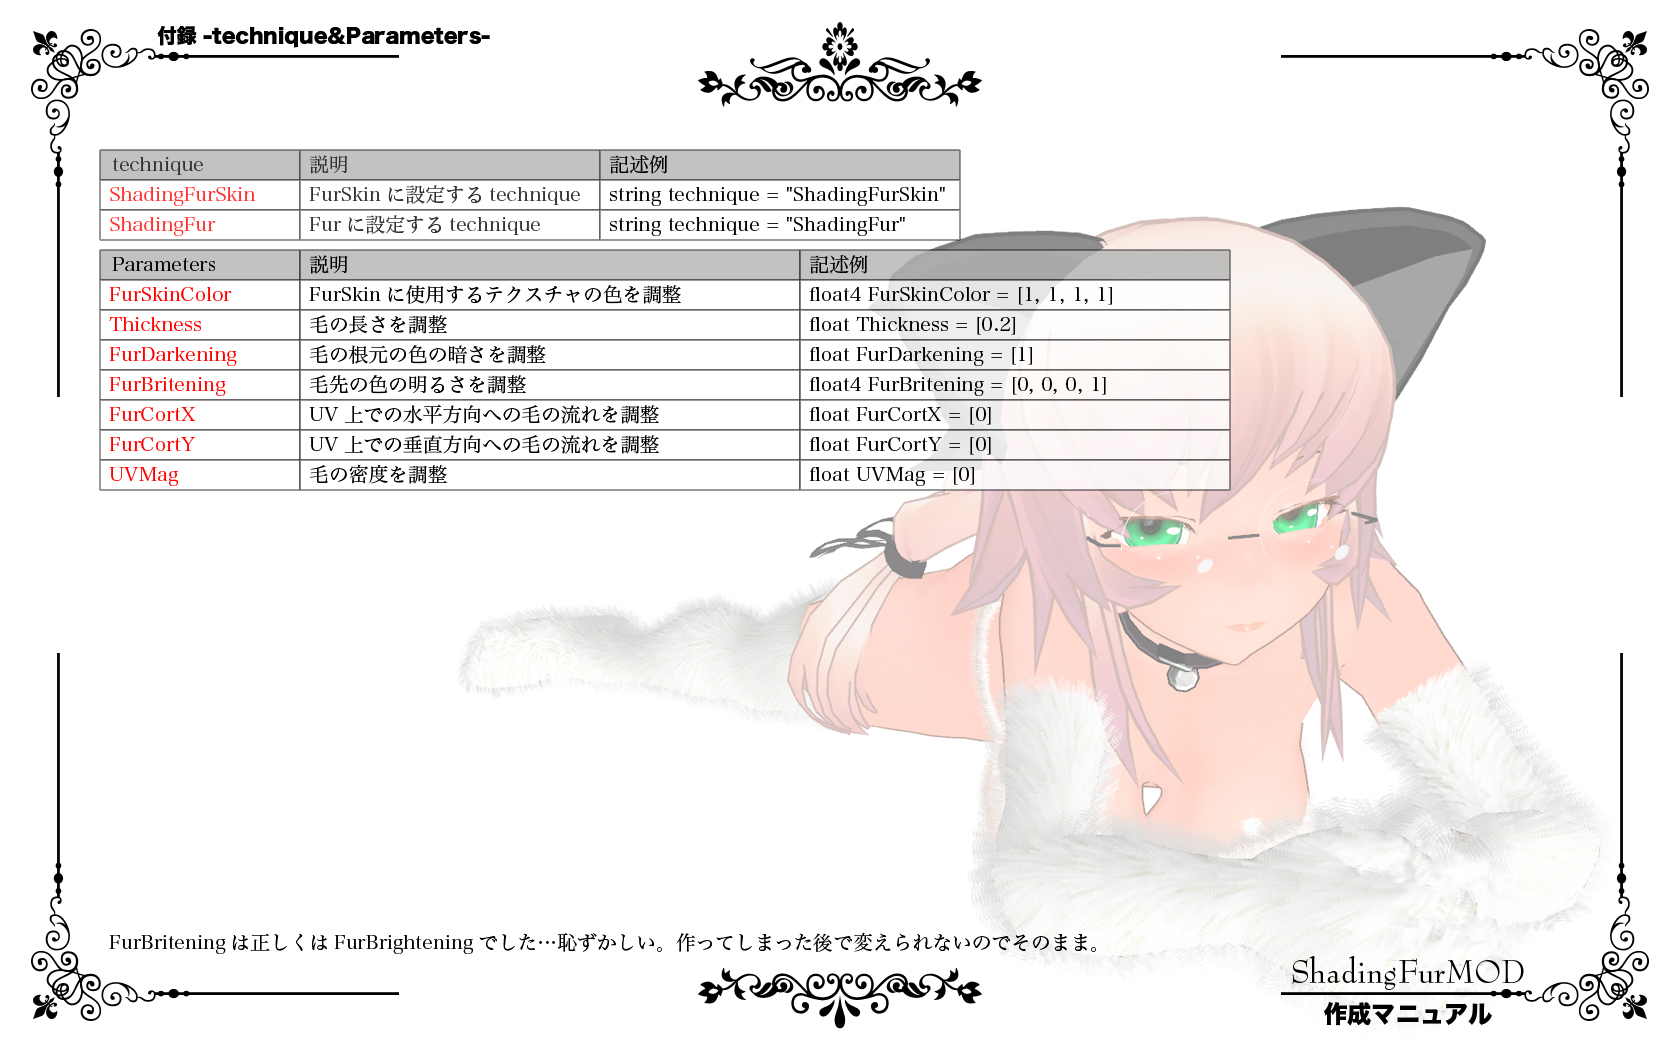 付録 -technique&Parameters-
technique 説明 記述例
ShadingFurSkin FurSkin に設定する technique string technique = "ShadingFurSkin"
ShadingFur Fur に設定する technique string technique = "ShadingFur"
Parameters 説明 記述例
FurSkinColor FurSkin に使用するテクスチャの色を調整 float4 FurSkinColor = [1, 1, 1, 1]
Thickness 毛の長さを調整 float Thickness = [0.2]
FurDarkening 毛の根元の色の暗さを調整 float FurDarkening = [1]
FurBritening 毛先の色の明るさを調整 float4 FurBritening = [0, 0, 0, 1]
FurCortX UV 上での水平方向への毛の流れを調整 float FurCortX = [0]
FurCortY UV 上での垂直方向への毛の流れを調整 float FurCortY = [0]
UVMag 毛の密度を調整 float UVMag = [0]
FurBritening は正しくは FurBrightening でした…恥ずかしい。作ってしまった後で変えられないのでそのまま。
ShadingFurMOD
作成マニュアル